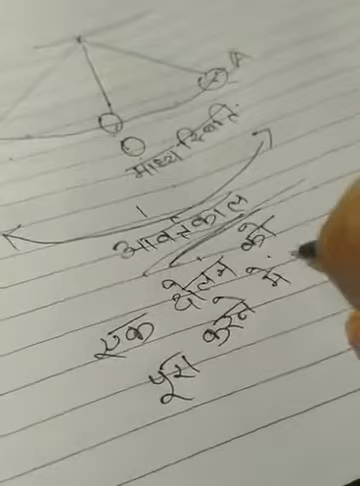 A
माध्य स्थिति
आवर्तकाल
एक दोलन को
पूरा करने में